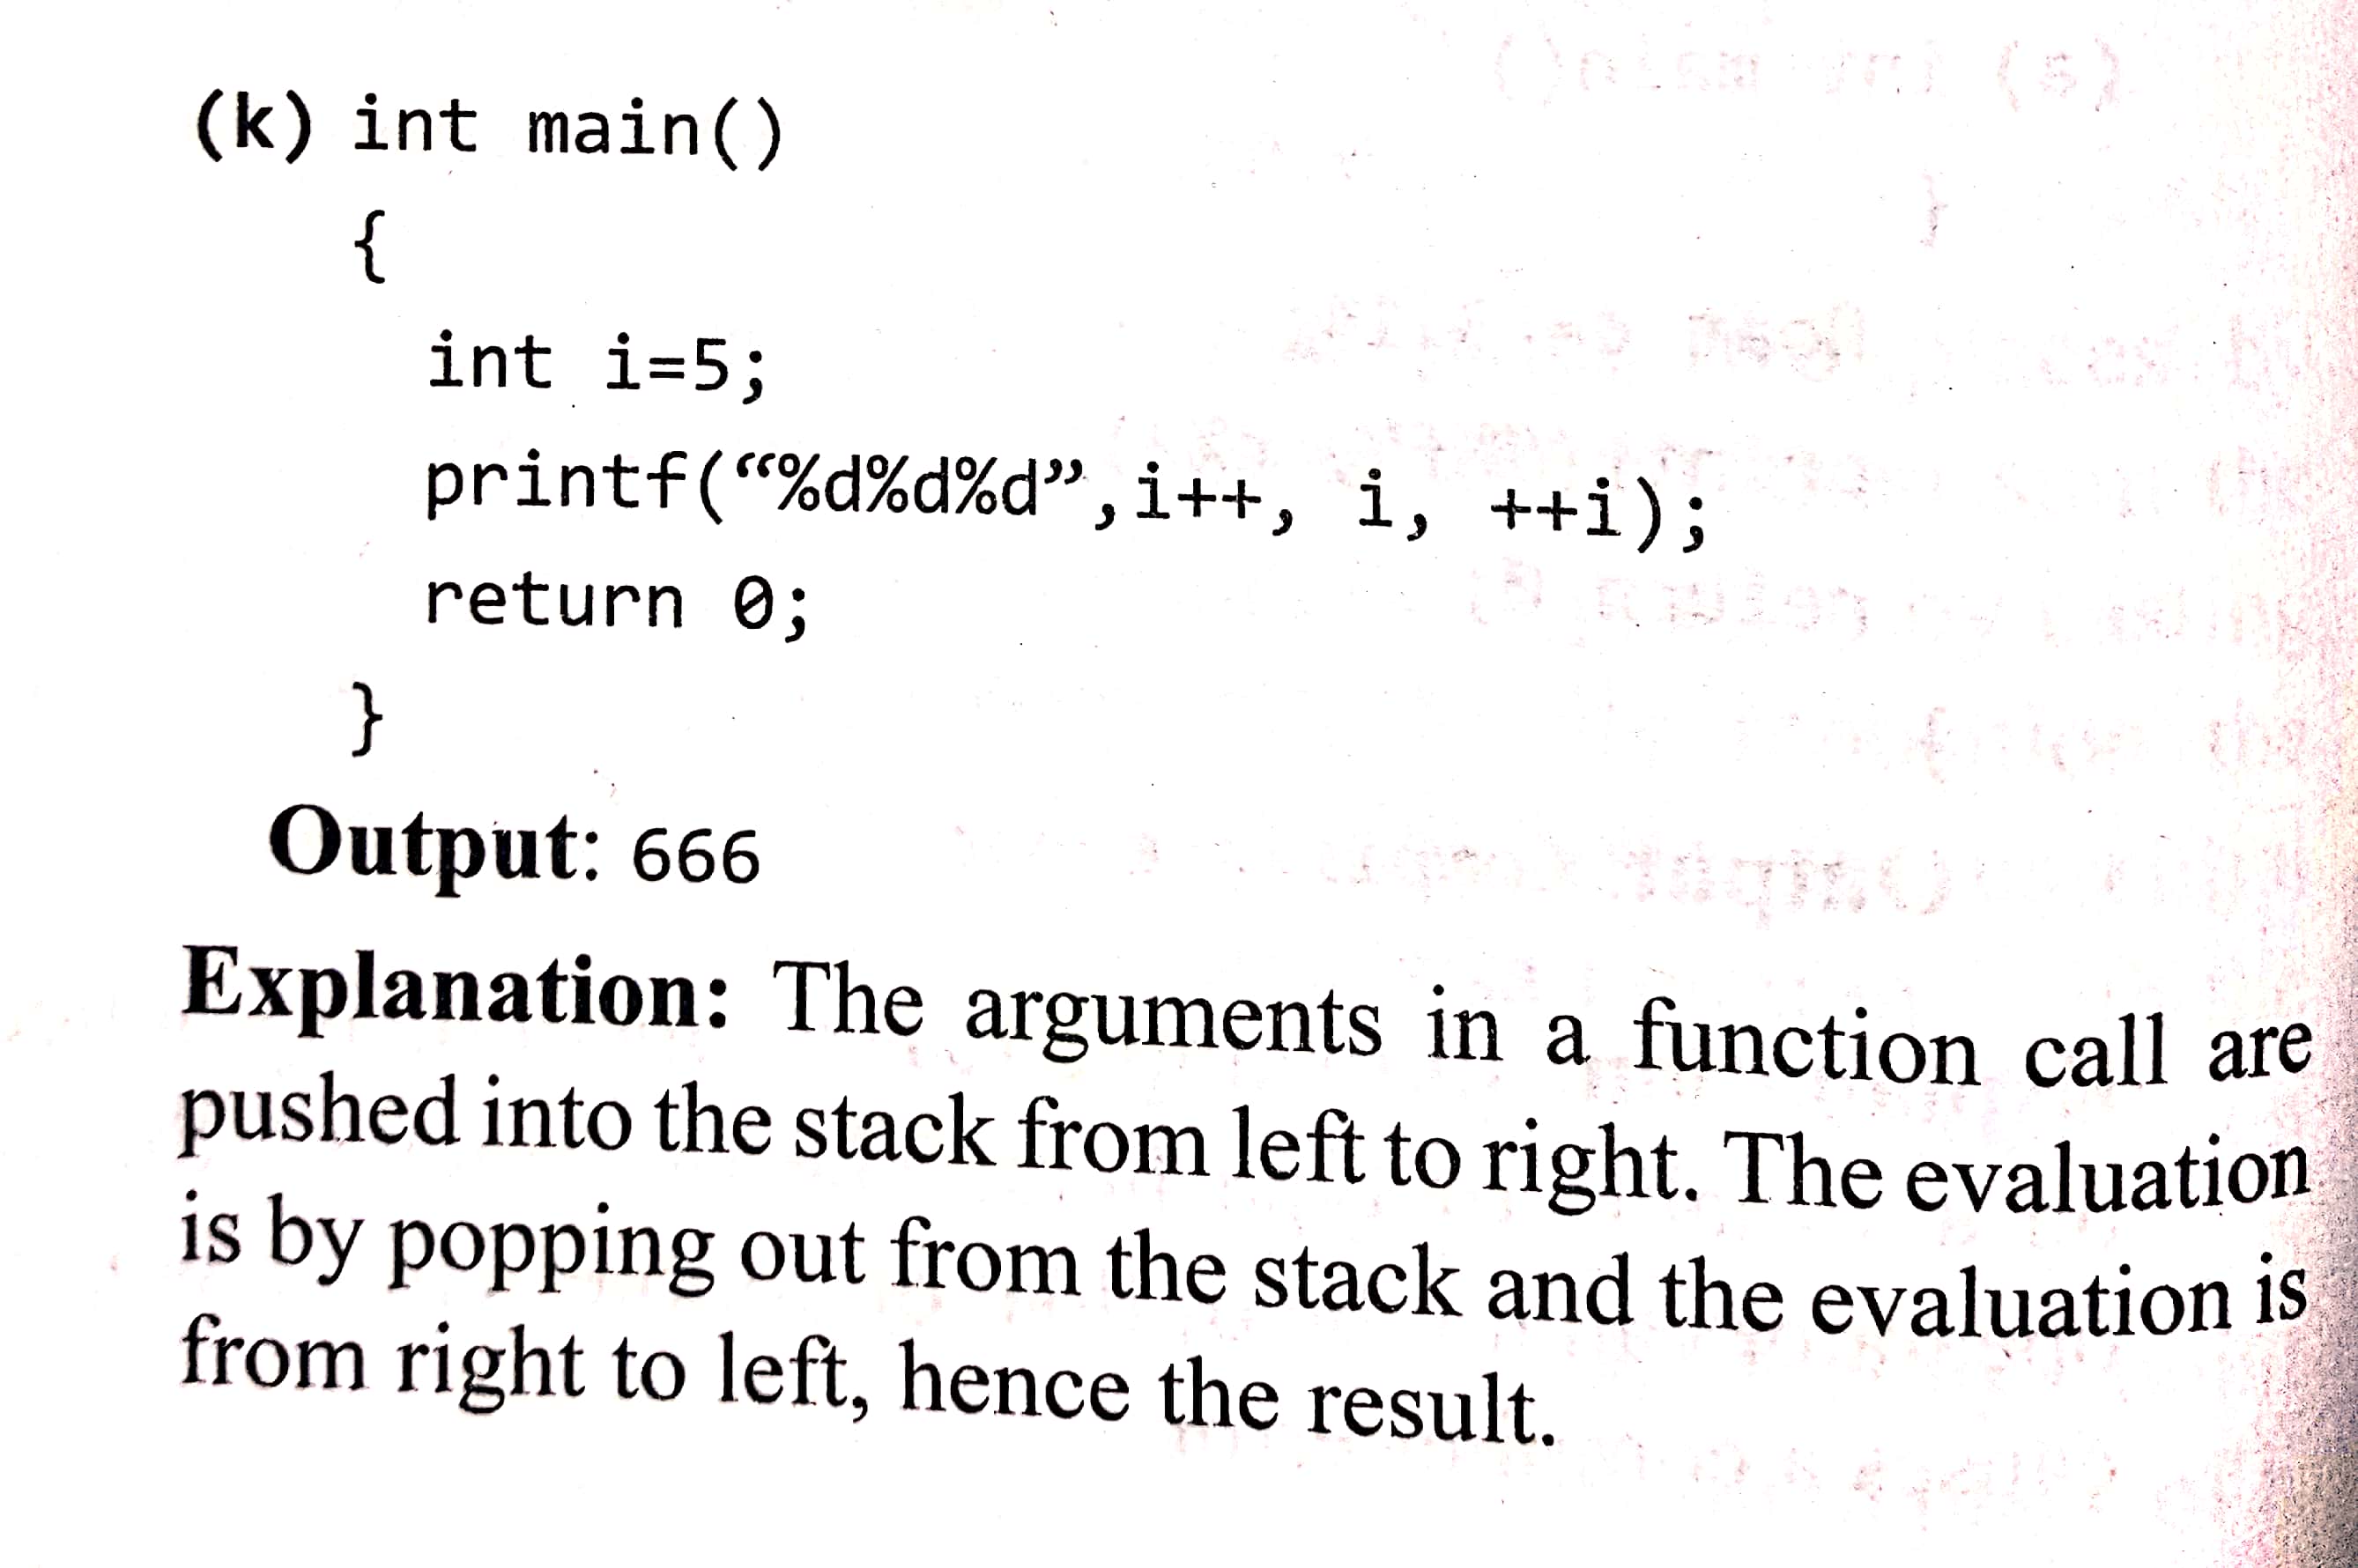 (k) int main()
{
int i=5;
printf(“%d%d%d”,i++, i, ++i);
return 0;
}
Output: 666
Explanation: The arguments in a function call are
pushed into the stack from left to right. The evaluation
is by popping out from the stack and the evaluation is
from right to left, hence the result.